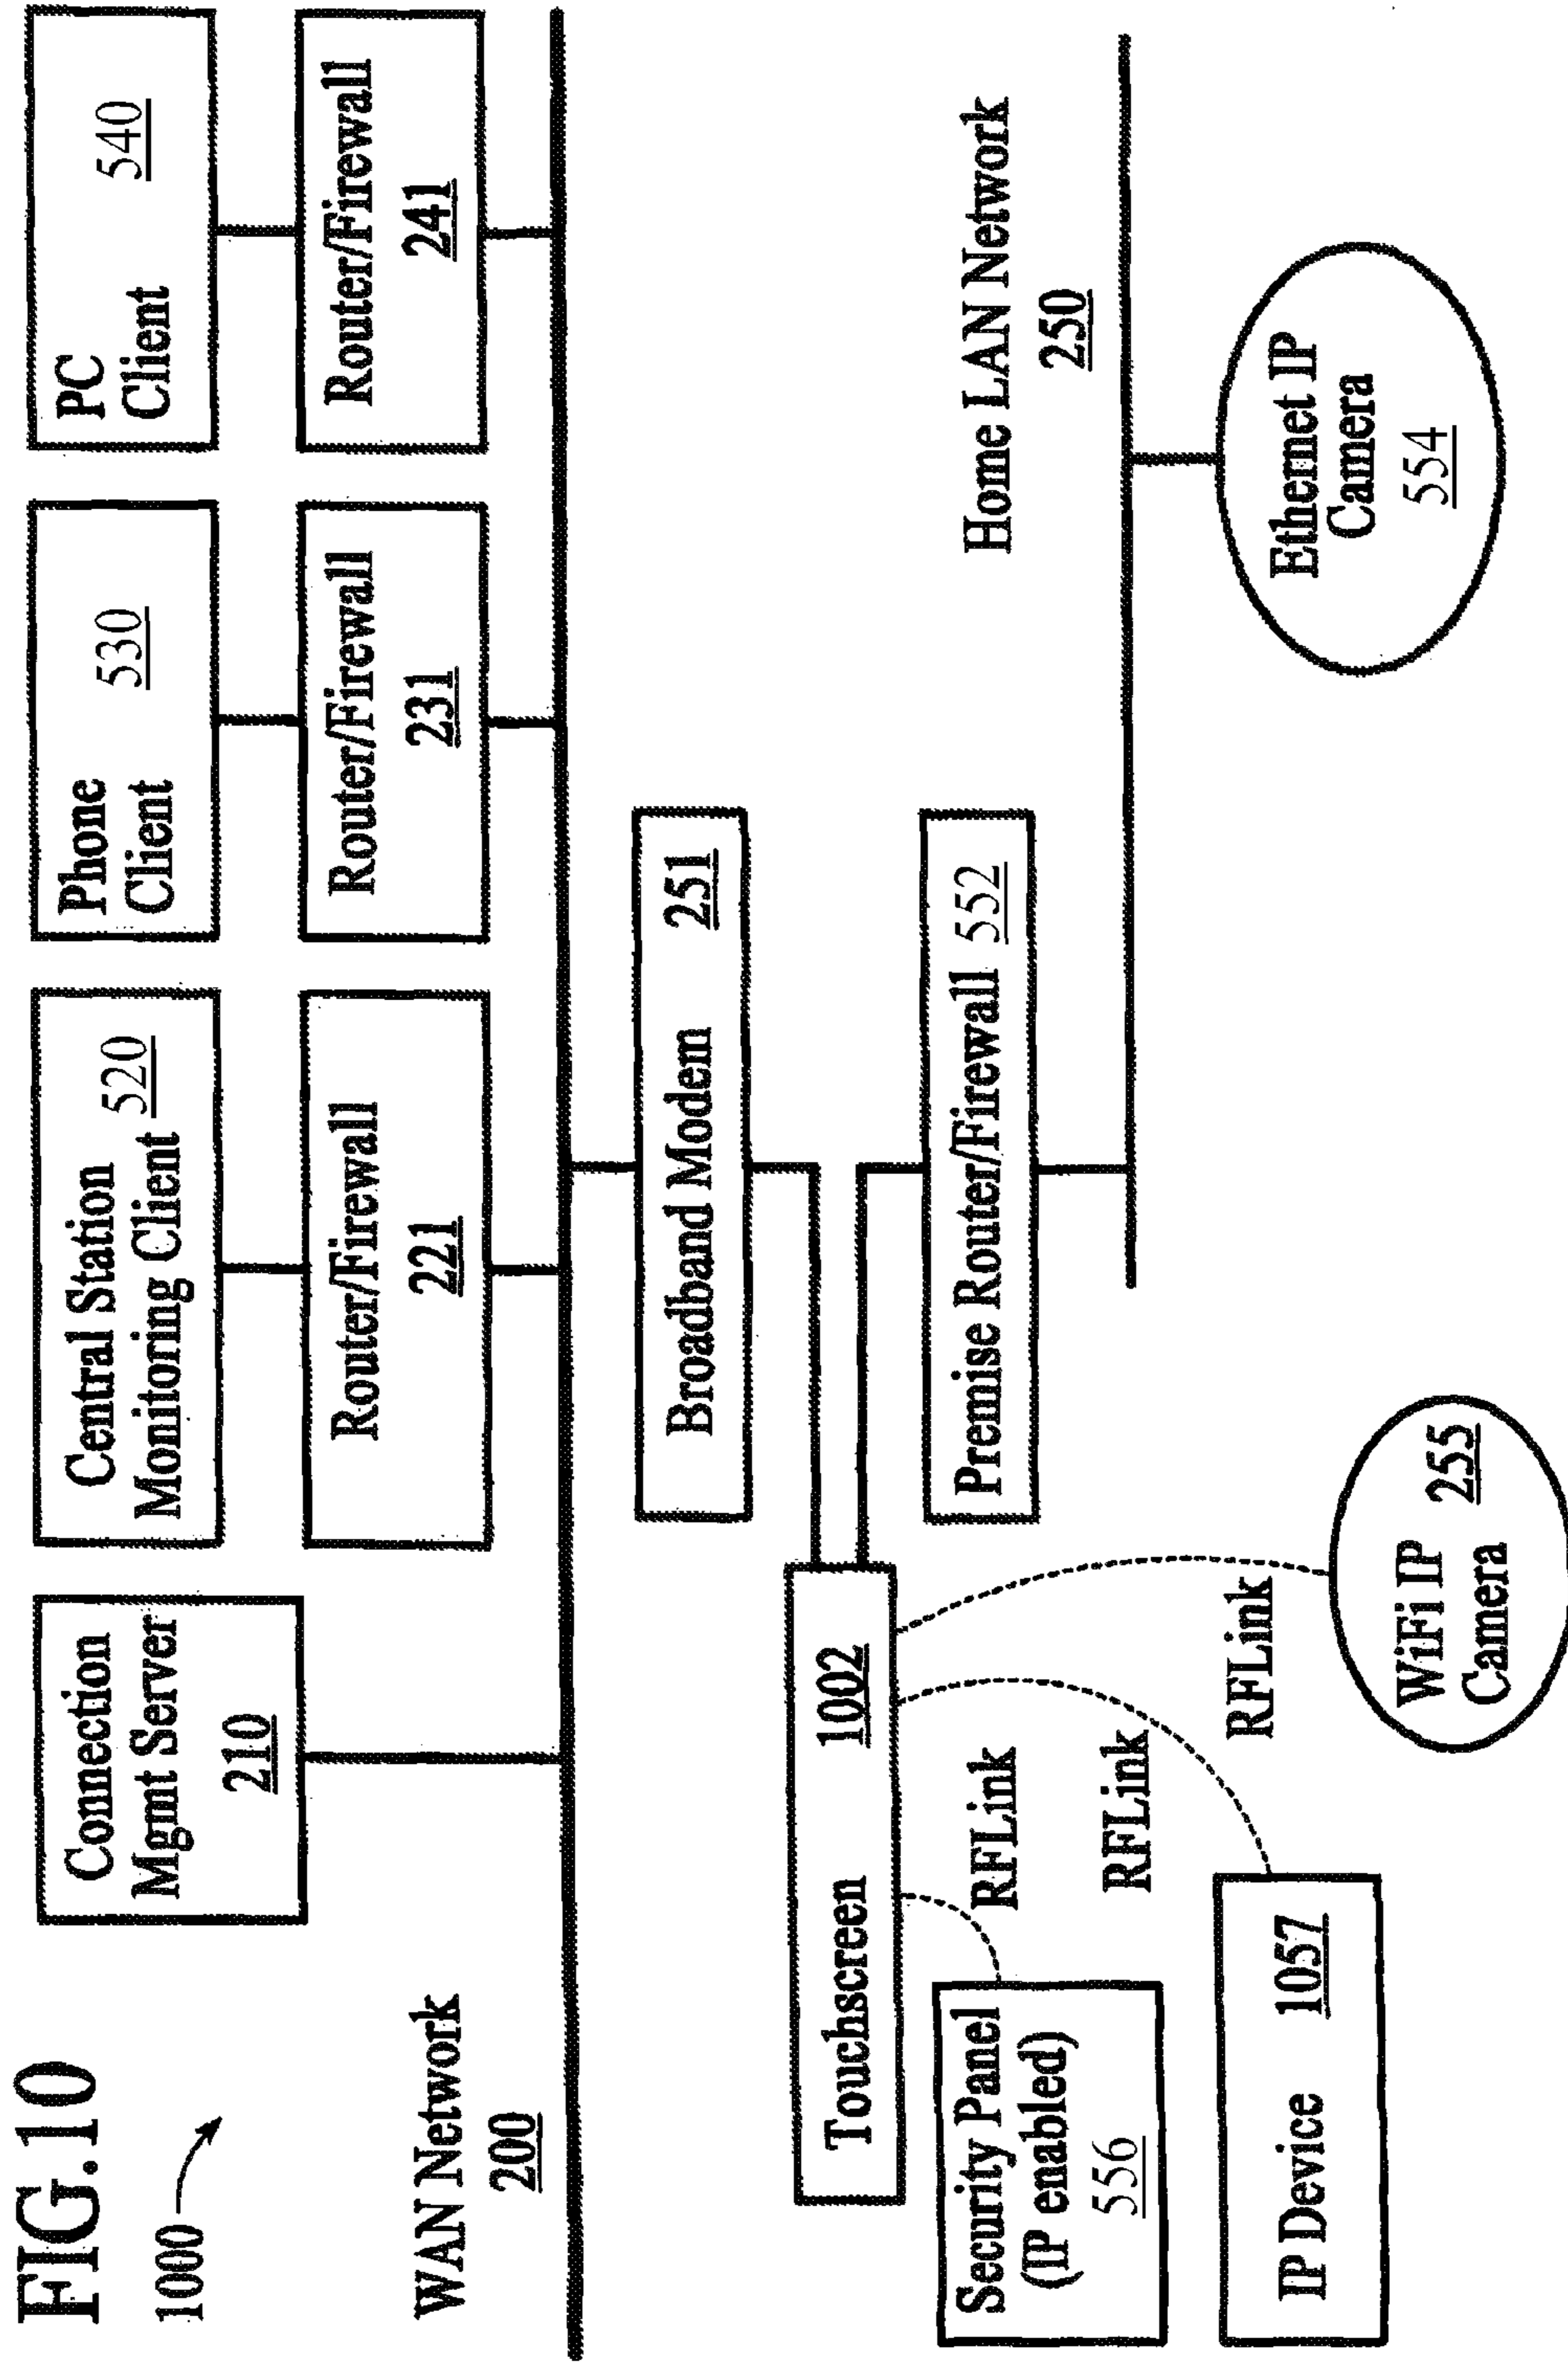 FIG.10
1000
WAN Network
200
Connection
Mgmt Server
210
Central Station
Monitoring Client 520
Router/Firewall
221
Phone
Client
530
Router/Firewall
231
PC
Client
540
Router/Firewall
241
Broadband Modem 251
Touchscreen 1002
Premise Router/Firewall 552
Home LAN Network
250
Security Panel
(IP enabled)
556
RFLink
RFLink
RFLink
IP Device 1057
WiFi IP
Camera
255
Ethernet IP
Camera
554